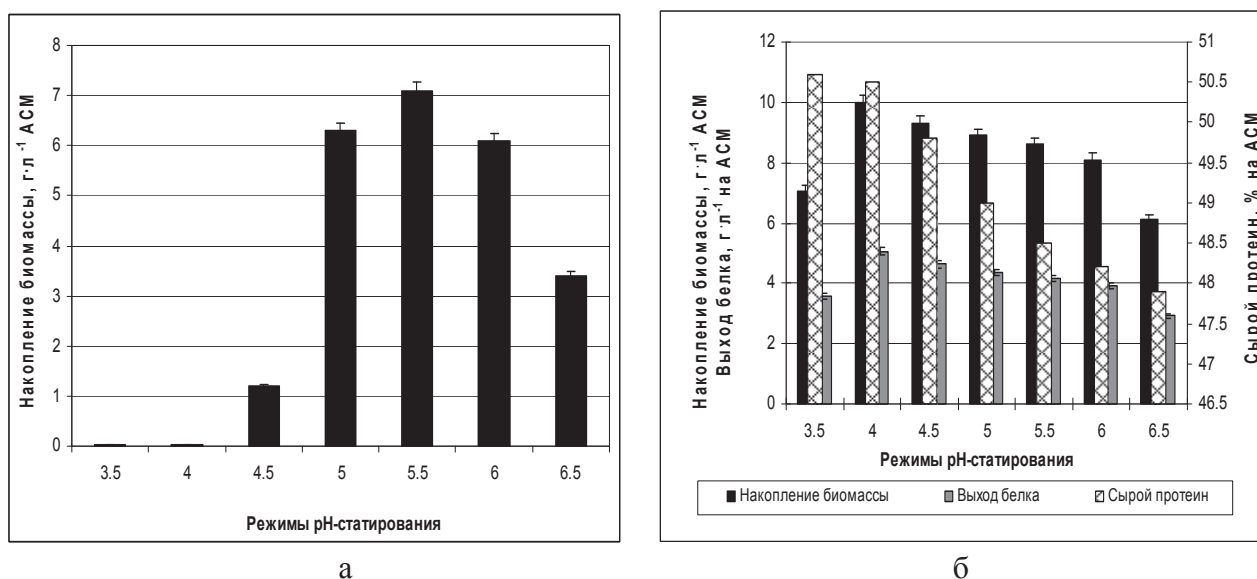 Накопление биомассы, г·л -1 АСМ
8
7
6
5
4
3
2
1
0
3.5 4 4.5 5 5.5 6 6.5
Режимы pH-статирования
а
Накопление биомассы, г·л -1 АСМ
Выход белка, г·л -1 на АСМ
12
10
8
6
4
2
0
51
50.5
50
49.5
49
48.5
48
47.5
47
46.5
Сырой протеин, % на АСМ
3.5 4 4.5 5 5.5 6 6.5
Режимы pH-статирования
Накопление биомассы Выход белка Сырой протеин
б